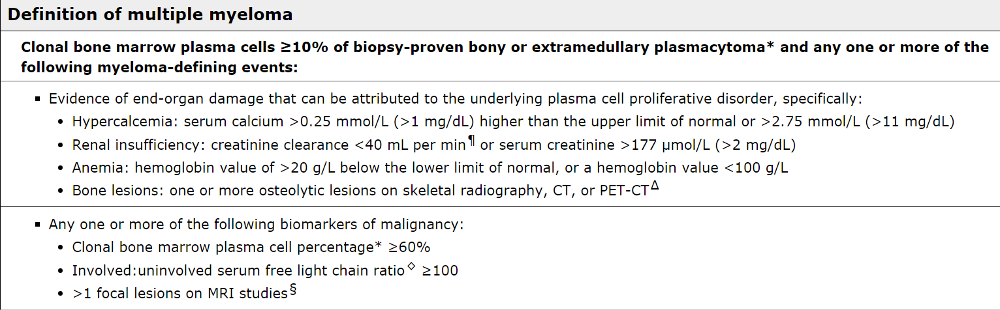 Definition of multiple myeloma
Clonal bone marrow plasma cells ≥10% of biopsy-proven bony or extramedullary plasmacytoma* and any one or more of the
following myeloma-defining events:
▪ Evidence of end-organ damage that can be attributed to the underlying plasma cell proliferative disorder, specifically:
• Hypercalcemia: serum calcium >0.25 mmol/L (>1 mg/dL) higher than the upper limit of normal or >2.75 mmol/L (>11 mg/dL)
• Renal insufficiency: creatinine clearance <40 mL per min¶ or serum creatinine >177 µmol/L (>2 mg/dL)
• Anemia: hemoglobin value of >20 g/L below the lower limit of normal, or a hemoglobin value <100 g/L
• Bone lesions: one or more osteolytic lesions on skeletal radiography, CT, or PET-CTΔ
▪ Any one or more of the following biomarkers of malignancy:
• Clonal bone marrow plasma cell percentage* ≥60%
• Involved:uninvolved serum free light chain ratio◇ ≥100
• >1 focal lesions on MRI studies§